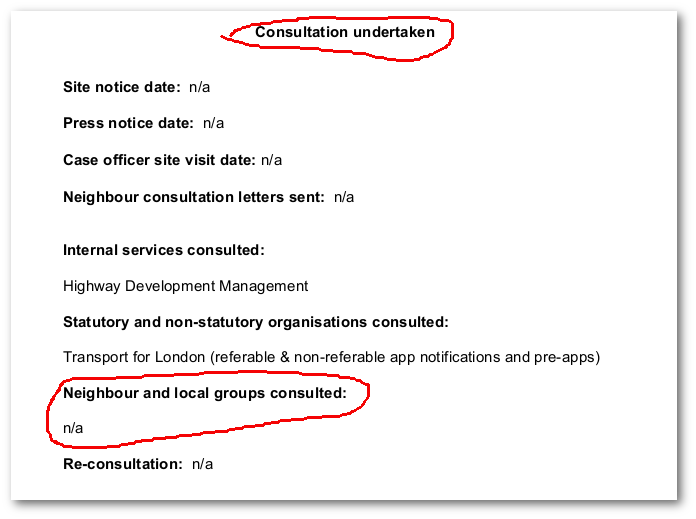 Consultation undertaken
Site notice date: n/a
Press notice date: n/a
Case officer site visit date: n/a
Neighbour consultation letters sent: n/a
Internal services consulted:
Highway Development Management
Statutory and non-statutory organisations consulted:
Transport for London (referable & non-referable app notifications and pre-apps)
Neighbour and local groups consulted:
n/a
Re-consultation: n/a